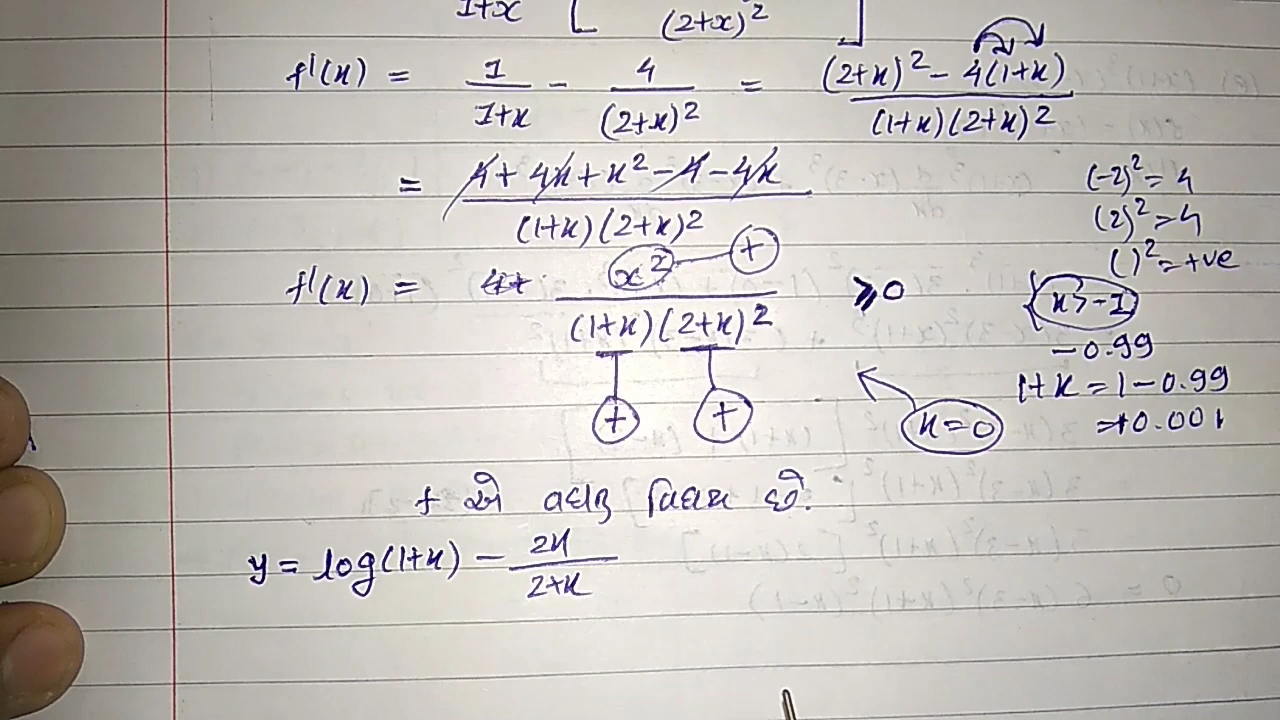 1+x [ (2+x)² ]
f'(x) = 1/(1+x) - 4/(2+x)² = ((2+x)² - 4(1+x))/((1+x)(2+x)²)
= (4 + 4x + x² - 4 - 4x)/((1+x)(2+x)²)
(-2)² = 4
(2)² > 4
( )² = +ve
f'(x) = x²/((1+x)(2+x)²) ≥ 0
+
{x > -1
-0.99
1+x = 1 - 0.99
= +0.001
+ +
x = 0
f એ વધતું વિધેય છે.
y = log(1+x) - 2x/(2+x)